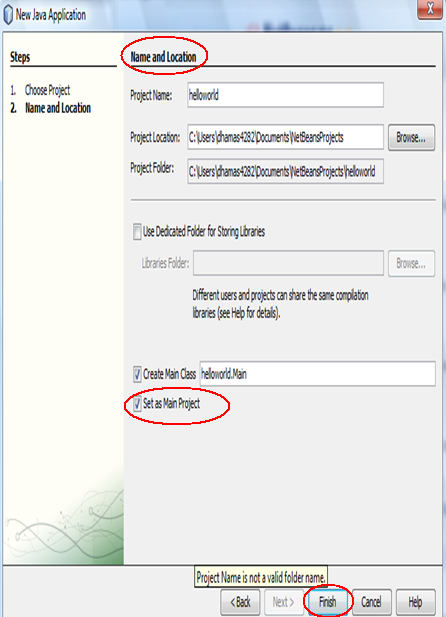 New Java Application
Steps
1. Choose Project
2. Name and Location
Name and Location
Project Name: helloworld
Project Location: C:\Users\dhamas4282\Documents\NetBeansProjects Browse...
Project Folder: C:\Users\dhamas4282\Documents\NetBeansProjects\helloworld
Use Dedicated Folder for Storing Libraries
Libraries Folder: Browse...
Different users and projects can share the same compilation
libraries (see Help for details).
Create Main Class helloworld.Main
Set as Main Project
Project Name is not a valid folder name.
< Back Next > Finish Cancel Help